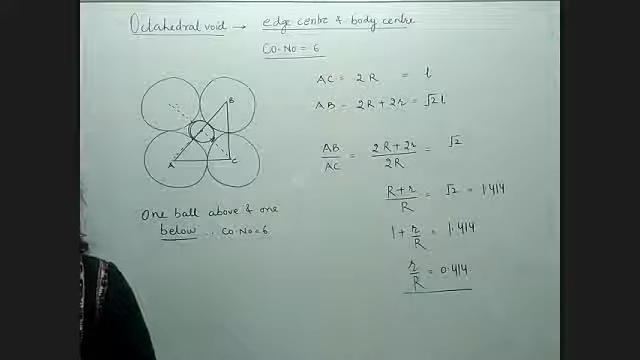 Octahedral void → edge centre & body centre
CO·NO = 6
AC = 2R = l
AB = 2R + 2r = √2 l
AB/AC = 2R + 2r/2R = √2
R + r/R = √2 = 1.414
1 + r/R = 1.414
r/R = 0.414
B
A
C
One ball above & one
below ∴ CO·NO = 6